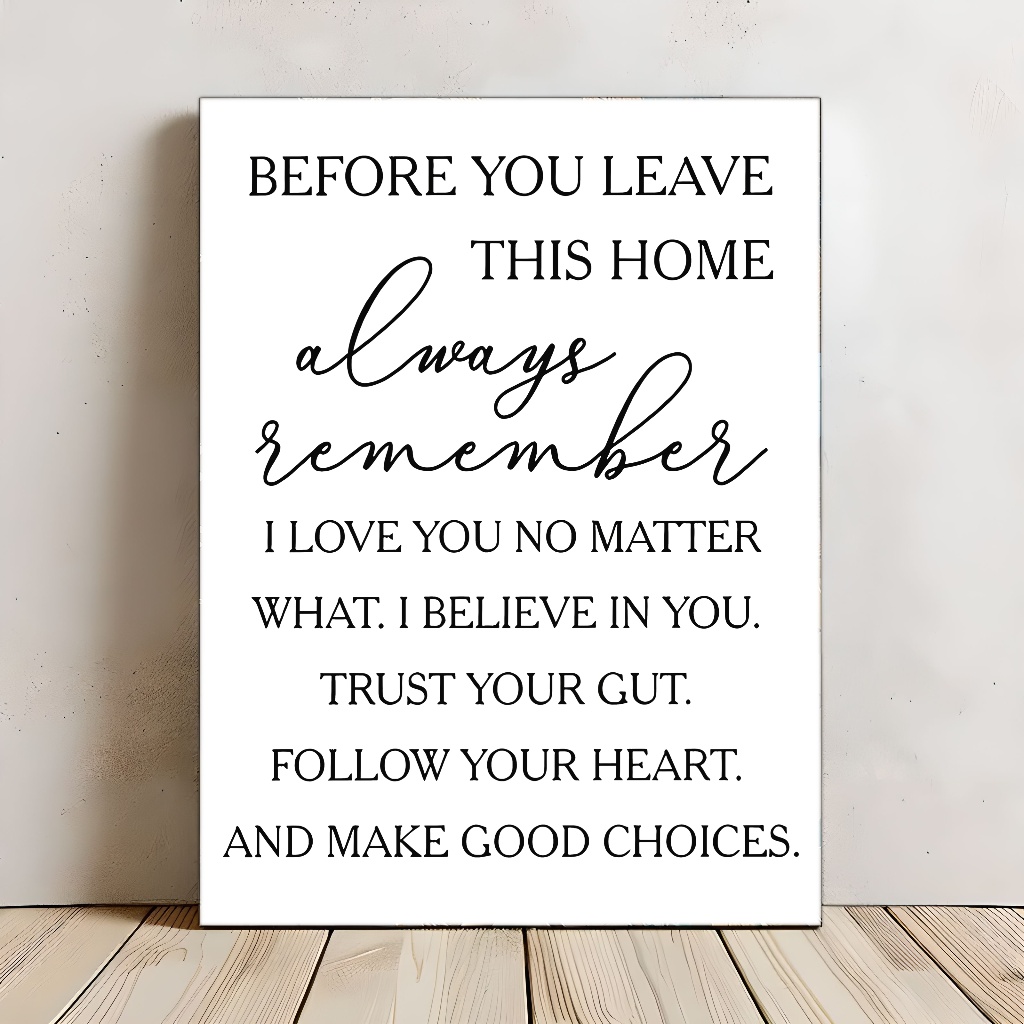 BEFORE YOU LEAVE
THIS HOME
always
remember
I LOVE YOU NO MATTER
WHAT. I BELIEVE IN YOU.
TRUST YOUR GUT.
FOLLOW YOUR HEART.
AND MAKE GOOD CHOICES.